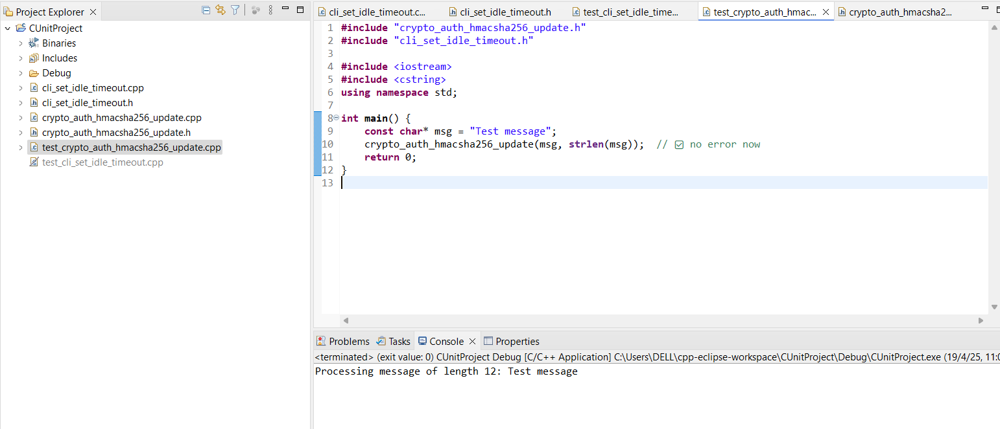 Project Explorer
CUnitProject
Binaries
Includes
Debug
cli_set_idle_timeout.cpp
cli_set_idle_timeout.h
crypto_auth_hmacsha256_update.cpp
crypto_auth_hmacsha256_update.h
test_crypto_auth_hmacsha256_update.cpp
test_cli_set_idle_timeout.cpp
cli_set_idle_timeout.c... cli_set_idle_timeout.h test_cli_set_idle_time... test_crypto_auth_hmac... crypto_auth_hmacsha2...
1 #include "crypto_auth_hmacsha256_update.h"
2 #include "cli_set_idle_timeout.h"
3
4 #include <iostream>
5 #include <cstring>
6 using namespace std;
7
8 int main() {
9     const char* msg = "Test message";
10     crypto_auth_hmacsha256_update(msg, strlen(msg));  // ☑ no error now
11     return 0;
12 }
13
Problems Tasks Console Properties
<terminated> (exit value: 0) CUnitProject Debug [C/C++ Application] C:\Users\DELL\cpp-eclipse-workspace\CUnitProject\Debug\CUnitProject.exe (19/4/25, 11:0
Processing message of length 12: Test message